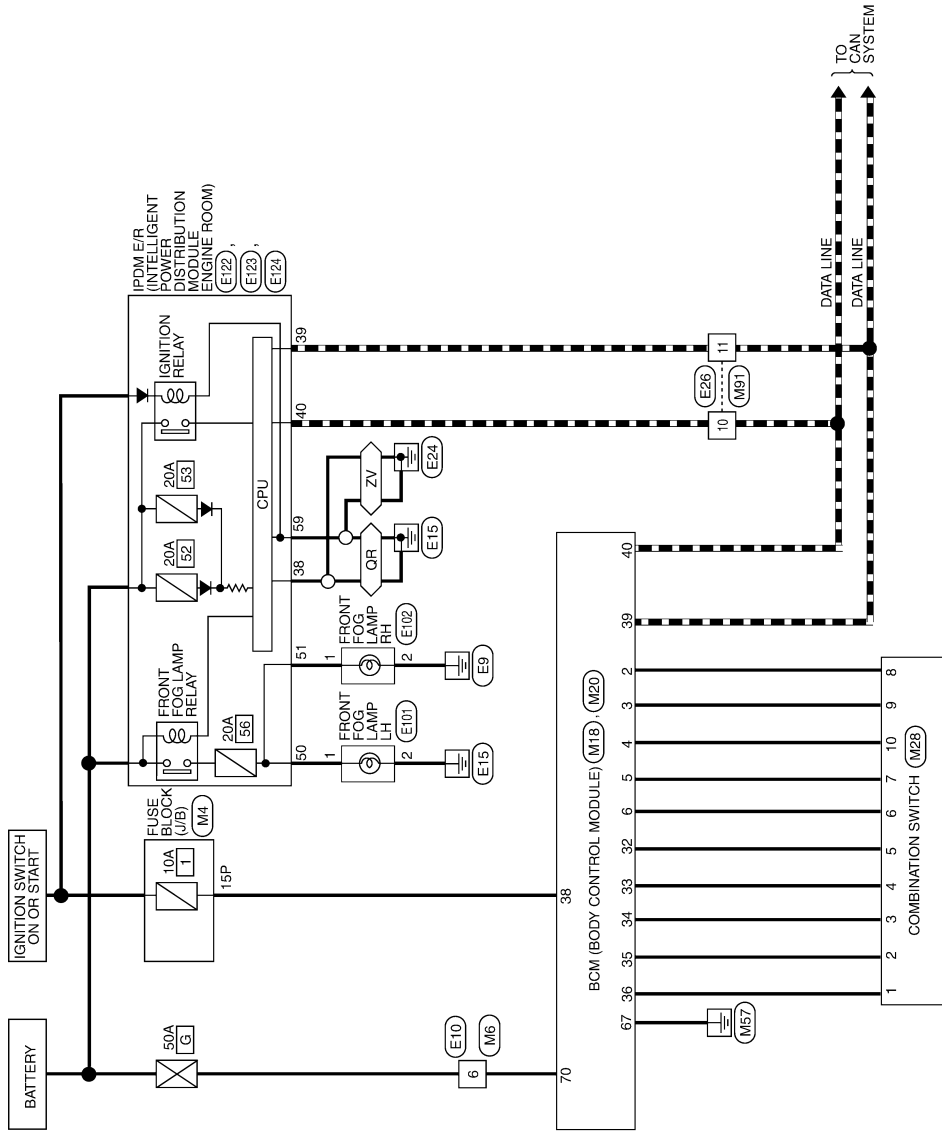 BATTERY
IGNITION SWITCH
ON OR START
50A
G
10A
1
FUSE
BLOCK
(J/B)
M4
15P
FRONT
FOG LAMP
RELAY
20A
56
20A
52
20A
53
IGNITION
RELAY
CPU
IPDM E/R
(INTELLIGENT
POWER
DISTRIBUTION
MODULE
ENGINE ROOM)
E122 ,
E123 ,
E124
50
51
38
59
40
39
1
FRONT
FOG
LAMP
LH
E101
2
E15
1
FRONT
FOG
LAMP
RH
E102
2
E9
QR
E15
ZV
E24
E10
6
M6
E26
10
11
M91
DATA LINE
DATA LINE
TO
CAN
SYSTEM
70
38
BCM (BODY CONTROL MODULE) M18 , M20
67
36
35
34
33
32
6
5
4
3
2
39
40
M57
1
2
3
4
5
6
7
10
9
8
COMBINATION SWITCH M28